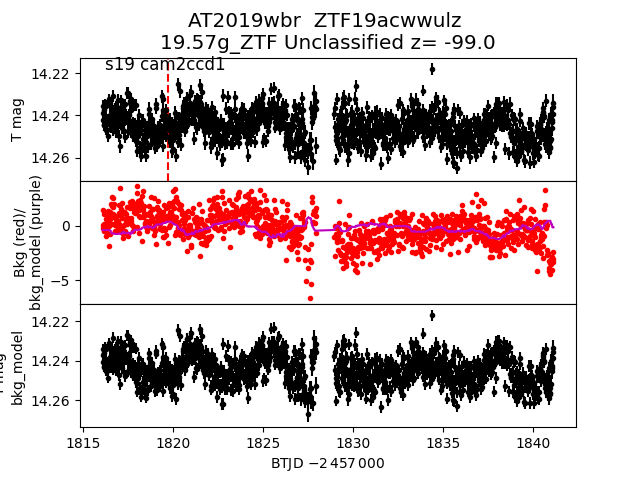 AT2019wbr  ZTF19acwwulz
19.57g_ZTF Unclassified z= -99.0
s19 cam2ccd1
14.22
14.24
14.26
T mag
0
−5
Bkg (red)/
bkg_model (purple)
14.22
14.24
14.26
mag
bkg_model
1815 1820 1825 1830 1835 1840
BTJD −2 457 000